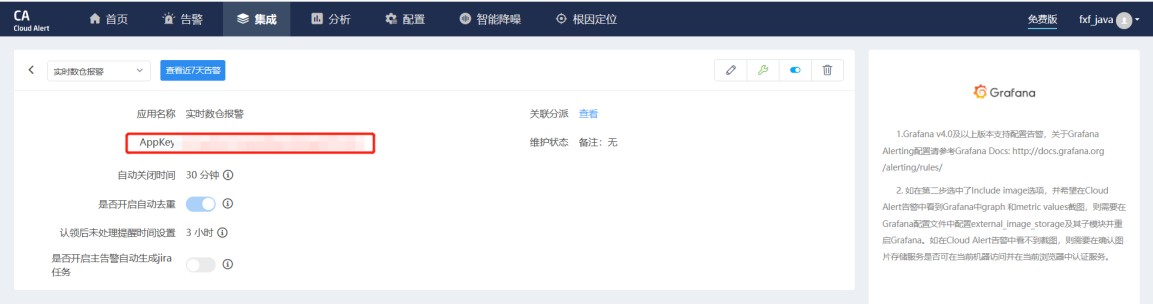 CA
Cloud Alert
首页
告警
集成
分析
配置
智能降噪
根因定位
免费版
fxf_java
实时数仓报警
查看近7天告警
应用名称 实时数仓报警
关联分派 查看
AppKey
维护状态 备注：无
自动关闭时间 30 分钟
是否开启自动去重
认领后未处理提醒时间设置 3 小时
是否开启主告警自动生成jira
任务
Grafana
1.Grafana v4.0及以上版本支持配置告警，关于Grafana
Alerting配置请参考Grafana Docs: http://docs.grafana.org
/alerting/rules/
2. 如在第二步选中了Include image选项，并希望在Cloud
Alert告警中看到Grafana中graph 和metric values截图，则需要在
Grafana配置文件中配置external_image_storage及其子模块并重
启Grafana。如在Cloud Alert告警中看不到截图，则需要在确认图
片存储服务是否可在当前机器访问并在当前浏览器中认证服务。